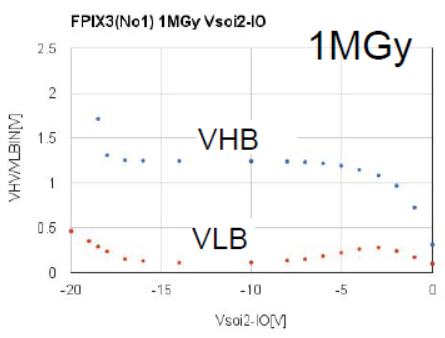 FPIX3(No1) 1MGy Vsoi2-IO
1MGy
2.5
2
1.5
1
0.5
0
VHV/VLBIN[V]
VHB
VLB
-20
-15
-10
-5
0
Vsoi2-IO[V]